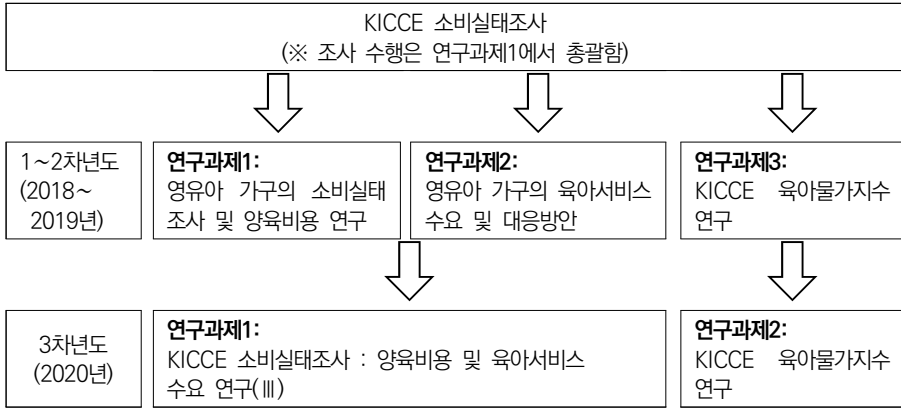 KICCE 소비실태조사
(※ 조사 수행은 연구과제1에서 총괄함)
1~2차년도
(2018~
2019년)
연구과제1:
영유아 가구의 소비실태
조사 및 양육비용 연구
연구과제2:
영유아 가구의 육아서비스
수요 및 대응방안
연구과제3:
KICCE 육아물가지수
연구
3차년도
(2020년)
연구과제1:
KICCE 소비실태조사 : 양육비용 및 육아서비스
수요 연구(Ⅲ)
연구과제2:
KICCE 육아물가지수
연구